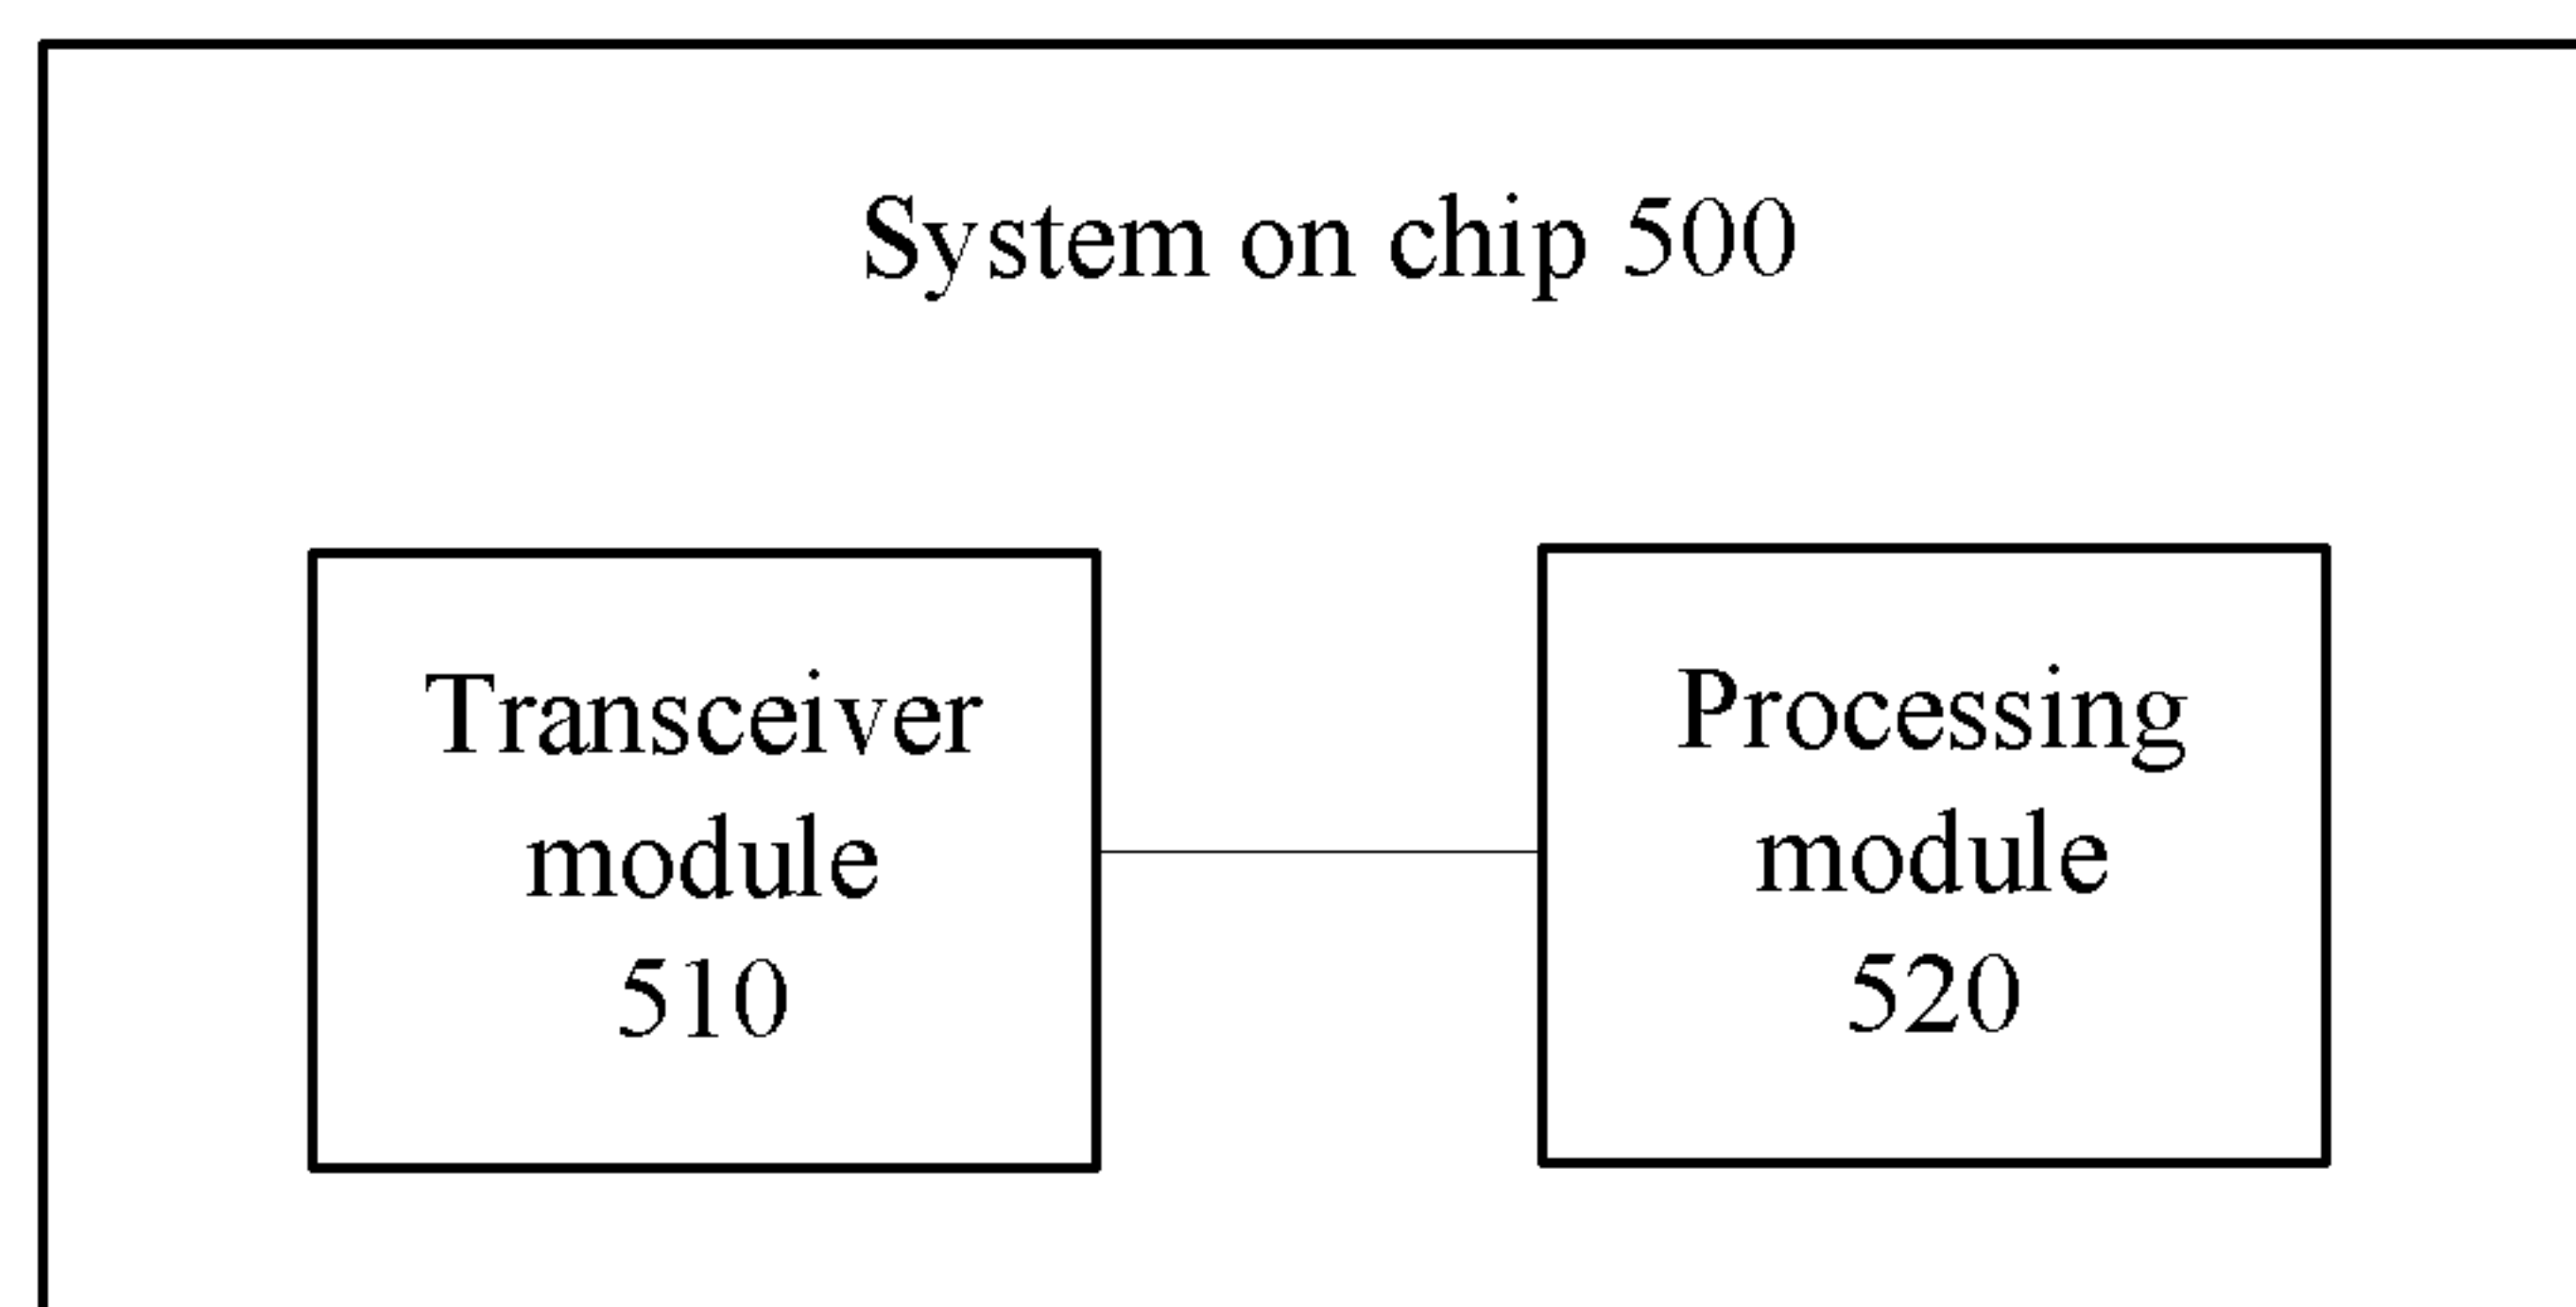 System on chip 500
Transceiver
module
510
Processing
module
520